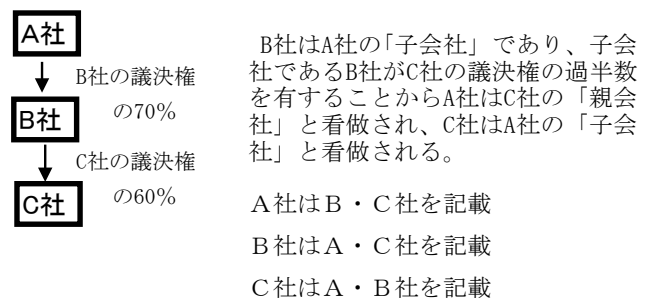 A社
B社の議決権
の70%
B社
C社の議決権
の60%
C社
B社はA社の「子会社」であり、子会
社であるB社がC社の議決権の過半数
を有することからA社はC社の「親会
社」と看做され、C社はA社の「子会
社」と看做される。
A社はB・C社を記載
B社はA・C社を記載
C社はA・B社を記載